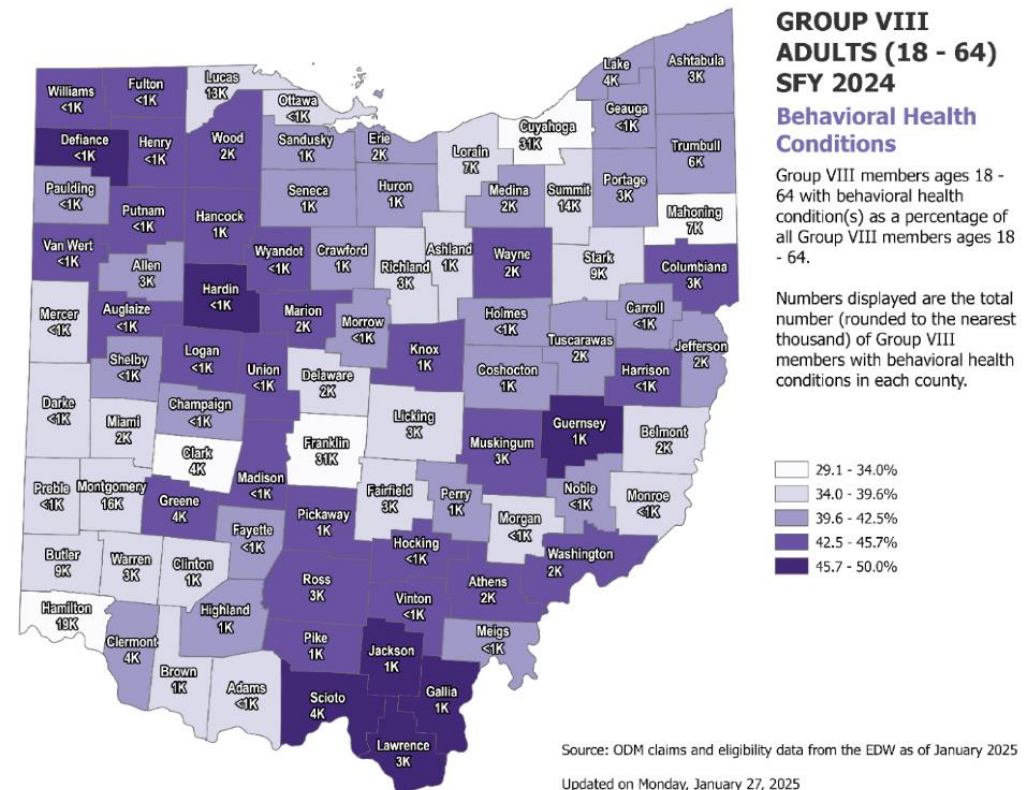 GROUP VIII
ADULTS (18 - 64)
SFY 2024
Behavioral Health
Conditions
Group VIII members ages 18 -
64 with behavioral health
condition(s) as a percentage of
all Group VIII members ages 18
- 64.
Numbers displayed are the total
number (rounded to the nearest
thousand) of Group VIII
members with behavioral health
conditions in each county.
29.1 - 34.0%
34.0 - 39.6%
39.6 - 42.5%
42.5 - 45.7%
45.7 - 50.0%
Williams
<1K
Fulton
<1K
Lucas
13K
Ottawa
<1K
Lake
4K
Ashtabula
3K
Geauga
<1K
Cuyahoga
31K
Defiance
<1K
Henry
<1K
Wood
2K
Sandusky
1K
Erie
2K
Lorain
7K
Trumbull
6K
Paulding
<1K
Seneca
1K
Huron
1K
Medina
2K
Summit
14K
Portage
3K
Mahoning
7K
Putnam
<1K
Hancock
1K
Van Wert
<1K
Allen
3K
Wyandot
<1K
Crawford
1K
Richland
3K
Ashland
1K
Wayne
2K
Stark
9K
Columbiana
3K
Hardin
<1K
Mercer
<1K
Auglaize
<1K
Marion
2K
Morrow
<1K
Holmes
<1K
Carroll
<1K
Tuscarawas
2K
Jefferson
2K
Shelby
<1K
Logan
<1K
Union
<1K
Delaware
2K
Knox
1K
Coshocton
1K
Harrison
<1K
Darke
<1K
Miami
2K
Champaign
<1K
Licking
3K
Guernsey
1K
Belmont
2K
Clark
4K
Franklin
31K
Muskingum
3K
Preble
<1K
Montgomery
16K
Greene
4K
Madison
<1K
Fairfield
3K
Perry
1K
Noble
<1K
Monroe
<1K
Fayette
<1K
Pickaway
1K
Morgan
<1K
Butler
9K
Warren
3K
Clinton
1K
Hocking
<1K
Washington
2K
Ross
3K
Athens
2K
Hamilton
19K
Highland
1K
Vinton
<1K
Clermont
4K
Pike
1K
Jackson
1K
Meigs
<1K
Brown
1K
Adams
<1K
Scioto
4K
Gallia
1K
Lawrence
3K
Source: ODM claims and eligibility data from the EDW as of January 2025
Updated on Monday, January 27, 2025